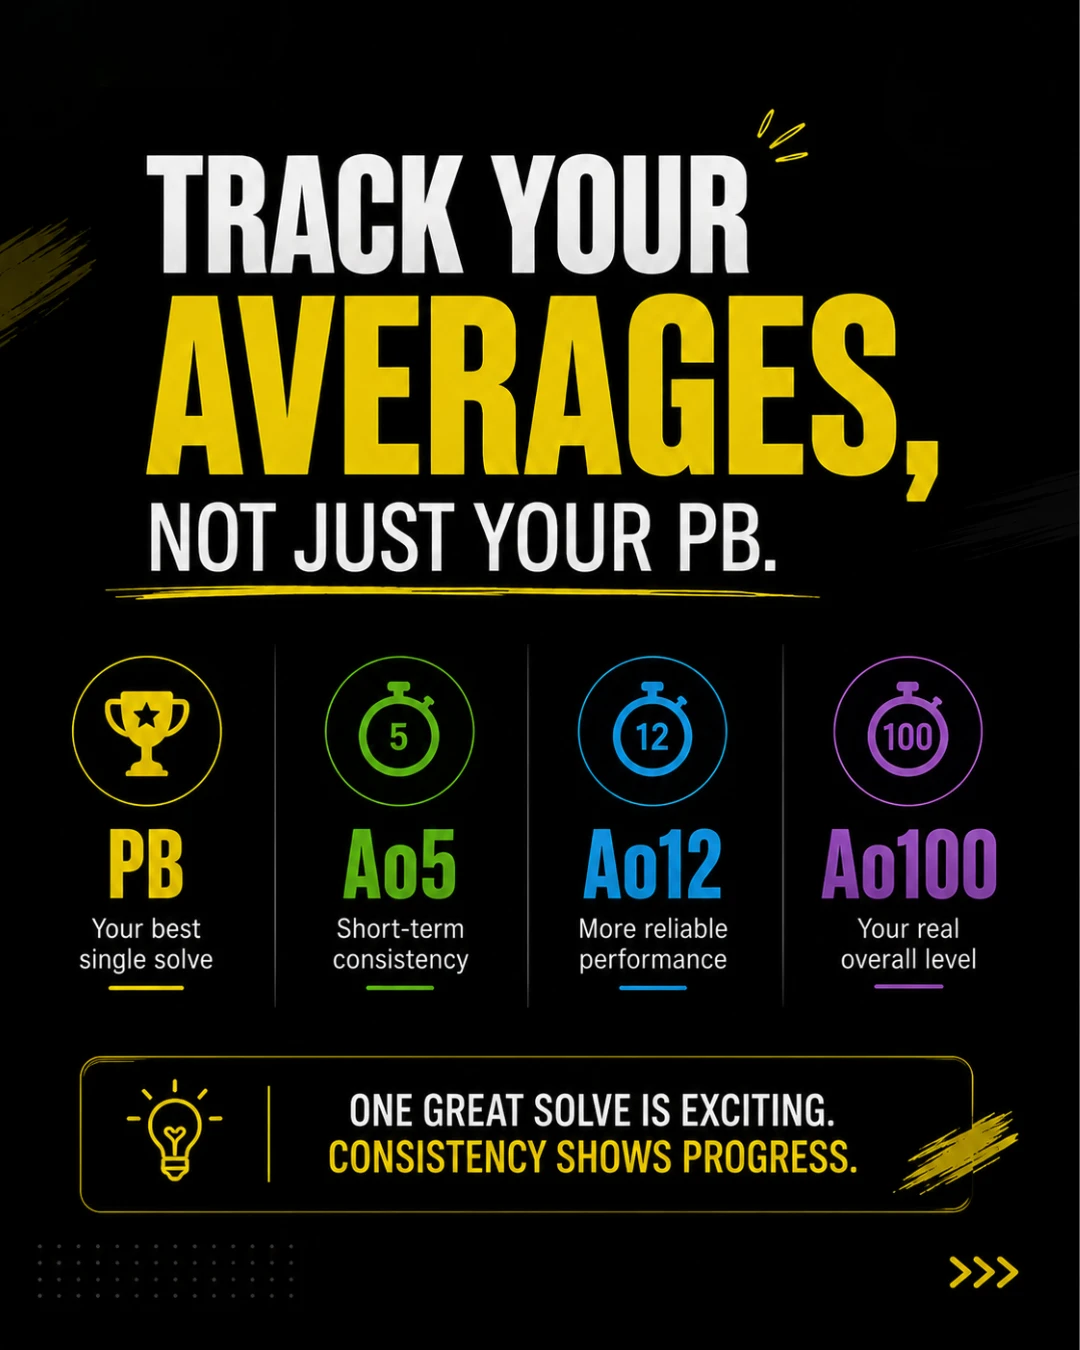 TRACK YOUR
AVERAGES,
NOT JUST YOUR PB.
5
12
100
PB
Your best
single solve
Ao5
Short-term
consistency
Ao12
More reliable
performance
Ao100
Your real
overall level
ONE GREAT SOLVE IS EXCITING.
CONSISTENCY SHOWS PROGRESS.